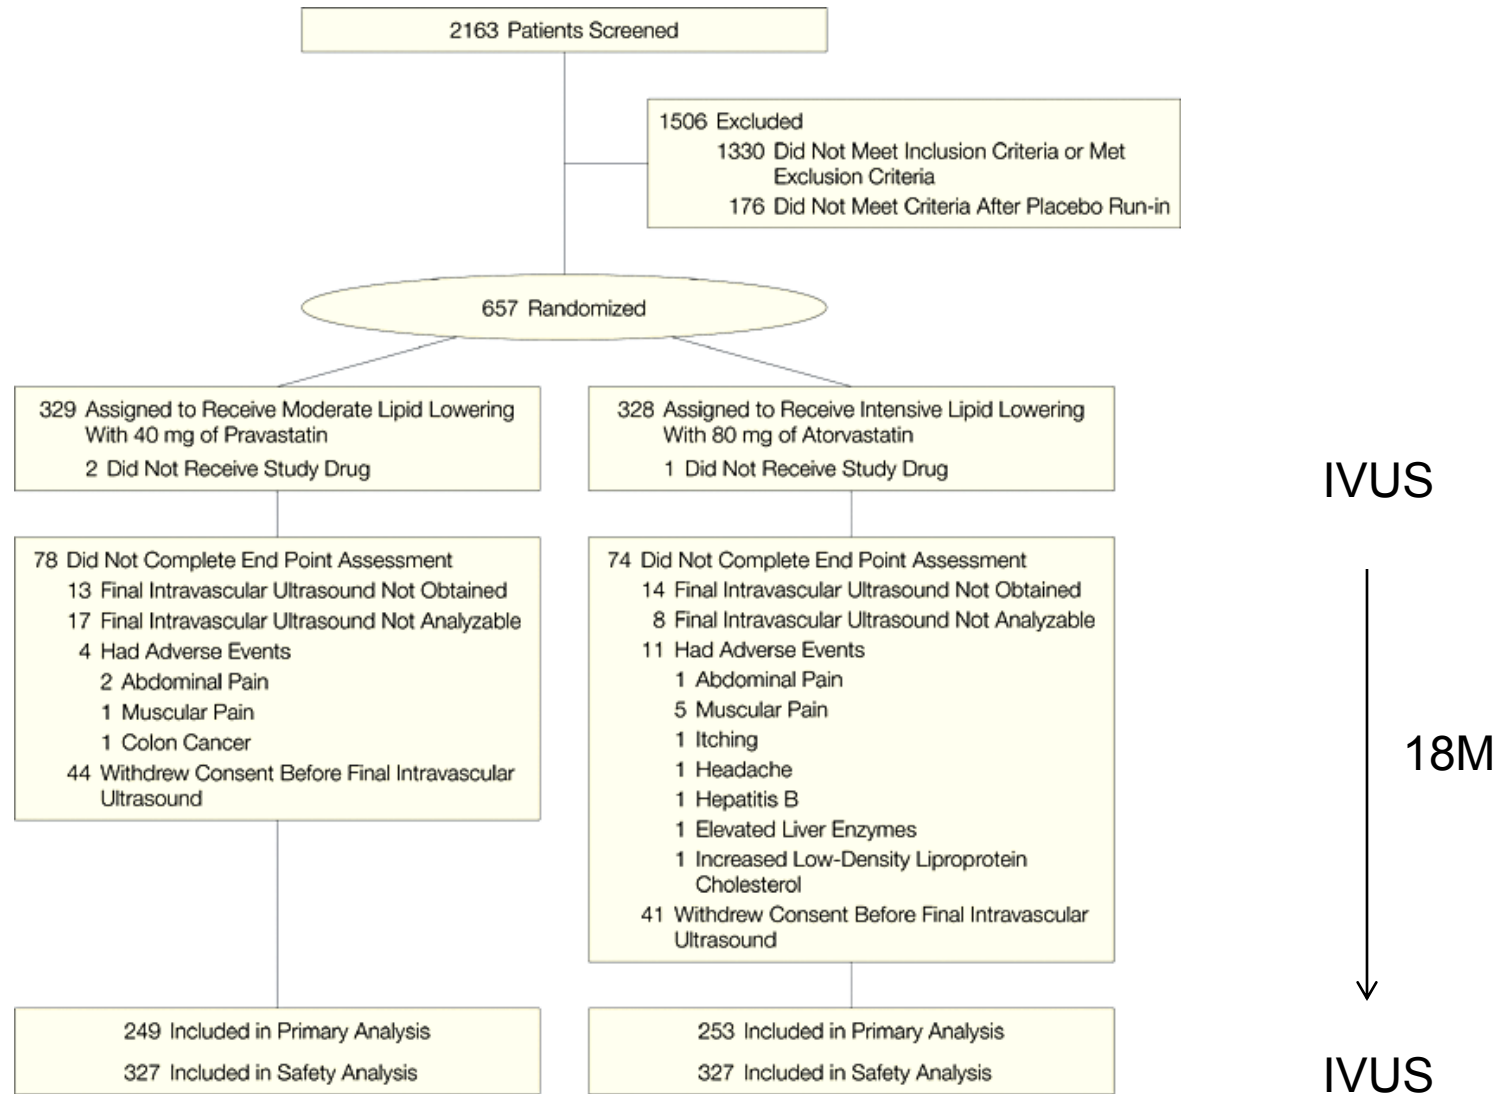 2163 Patients Screened
1506 Excluded
1330 Did Not Meet Inclusion Criteria or Met
Exclusion Criteria
176 Did Not Meet Criteria After Placebo Run-in
657 Randomized
329 Assigned to Receive Moderate Lipid Lowering
With 40 mg of Pravastatin
2 Did Not Receive Study Drug
328 Assigned to Receive Intensive Lipid Lowering
With 80 mg of Atorvastatin
1 Did Not Receive Study Drug
IVUS
78 Did Not Complete End Point Assessment
13 Final Intravascular Ultrasound Not Obtained
17 Final Intravascular Ultrasound Not Analyzable
4 Had Adverse Events
2 Abdominal Pain
1 Muscular Pain
1 Colon Cancer
44 Withdrew Consent Before Final Intravascular
Ultrasound
74 Did Not Complete End Point Assessment
14 Final Intravascular Ultrasound Not Obtained
8 Final Intravascular Ultrasound Not Analyzable
11 Had Adverse Events
1 Abdominal Pain
5 Muscular Pain
1 Itching
1 Headache
1 Hepatitis B
1 Elevated Liver Enzymes
1 Increased Low-Density Liproprotein
Cholesterol
41 Withdrew Consent Before Final Intravascular
Ultrasound
18M
249 Included in Primary Analysis
327 Included in Safety Analysis
253 Included in Primary Analysis
327 Included in Safety Analysis
IVUS